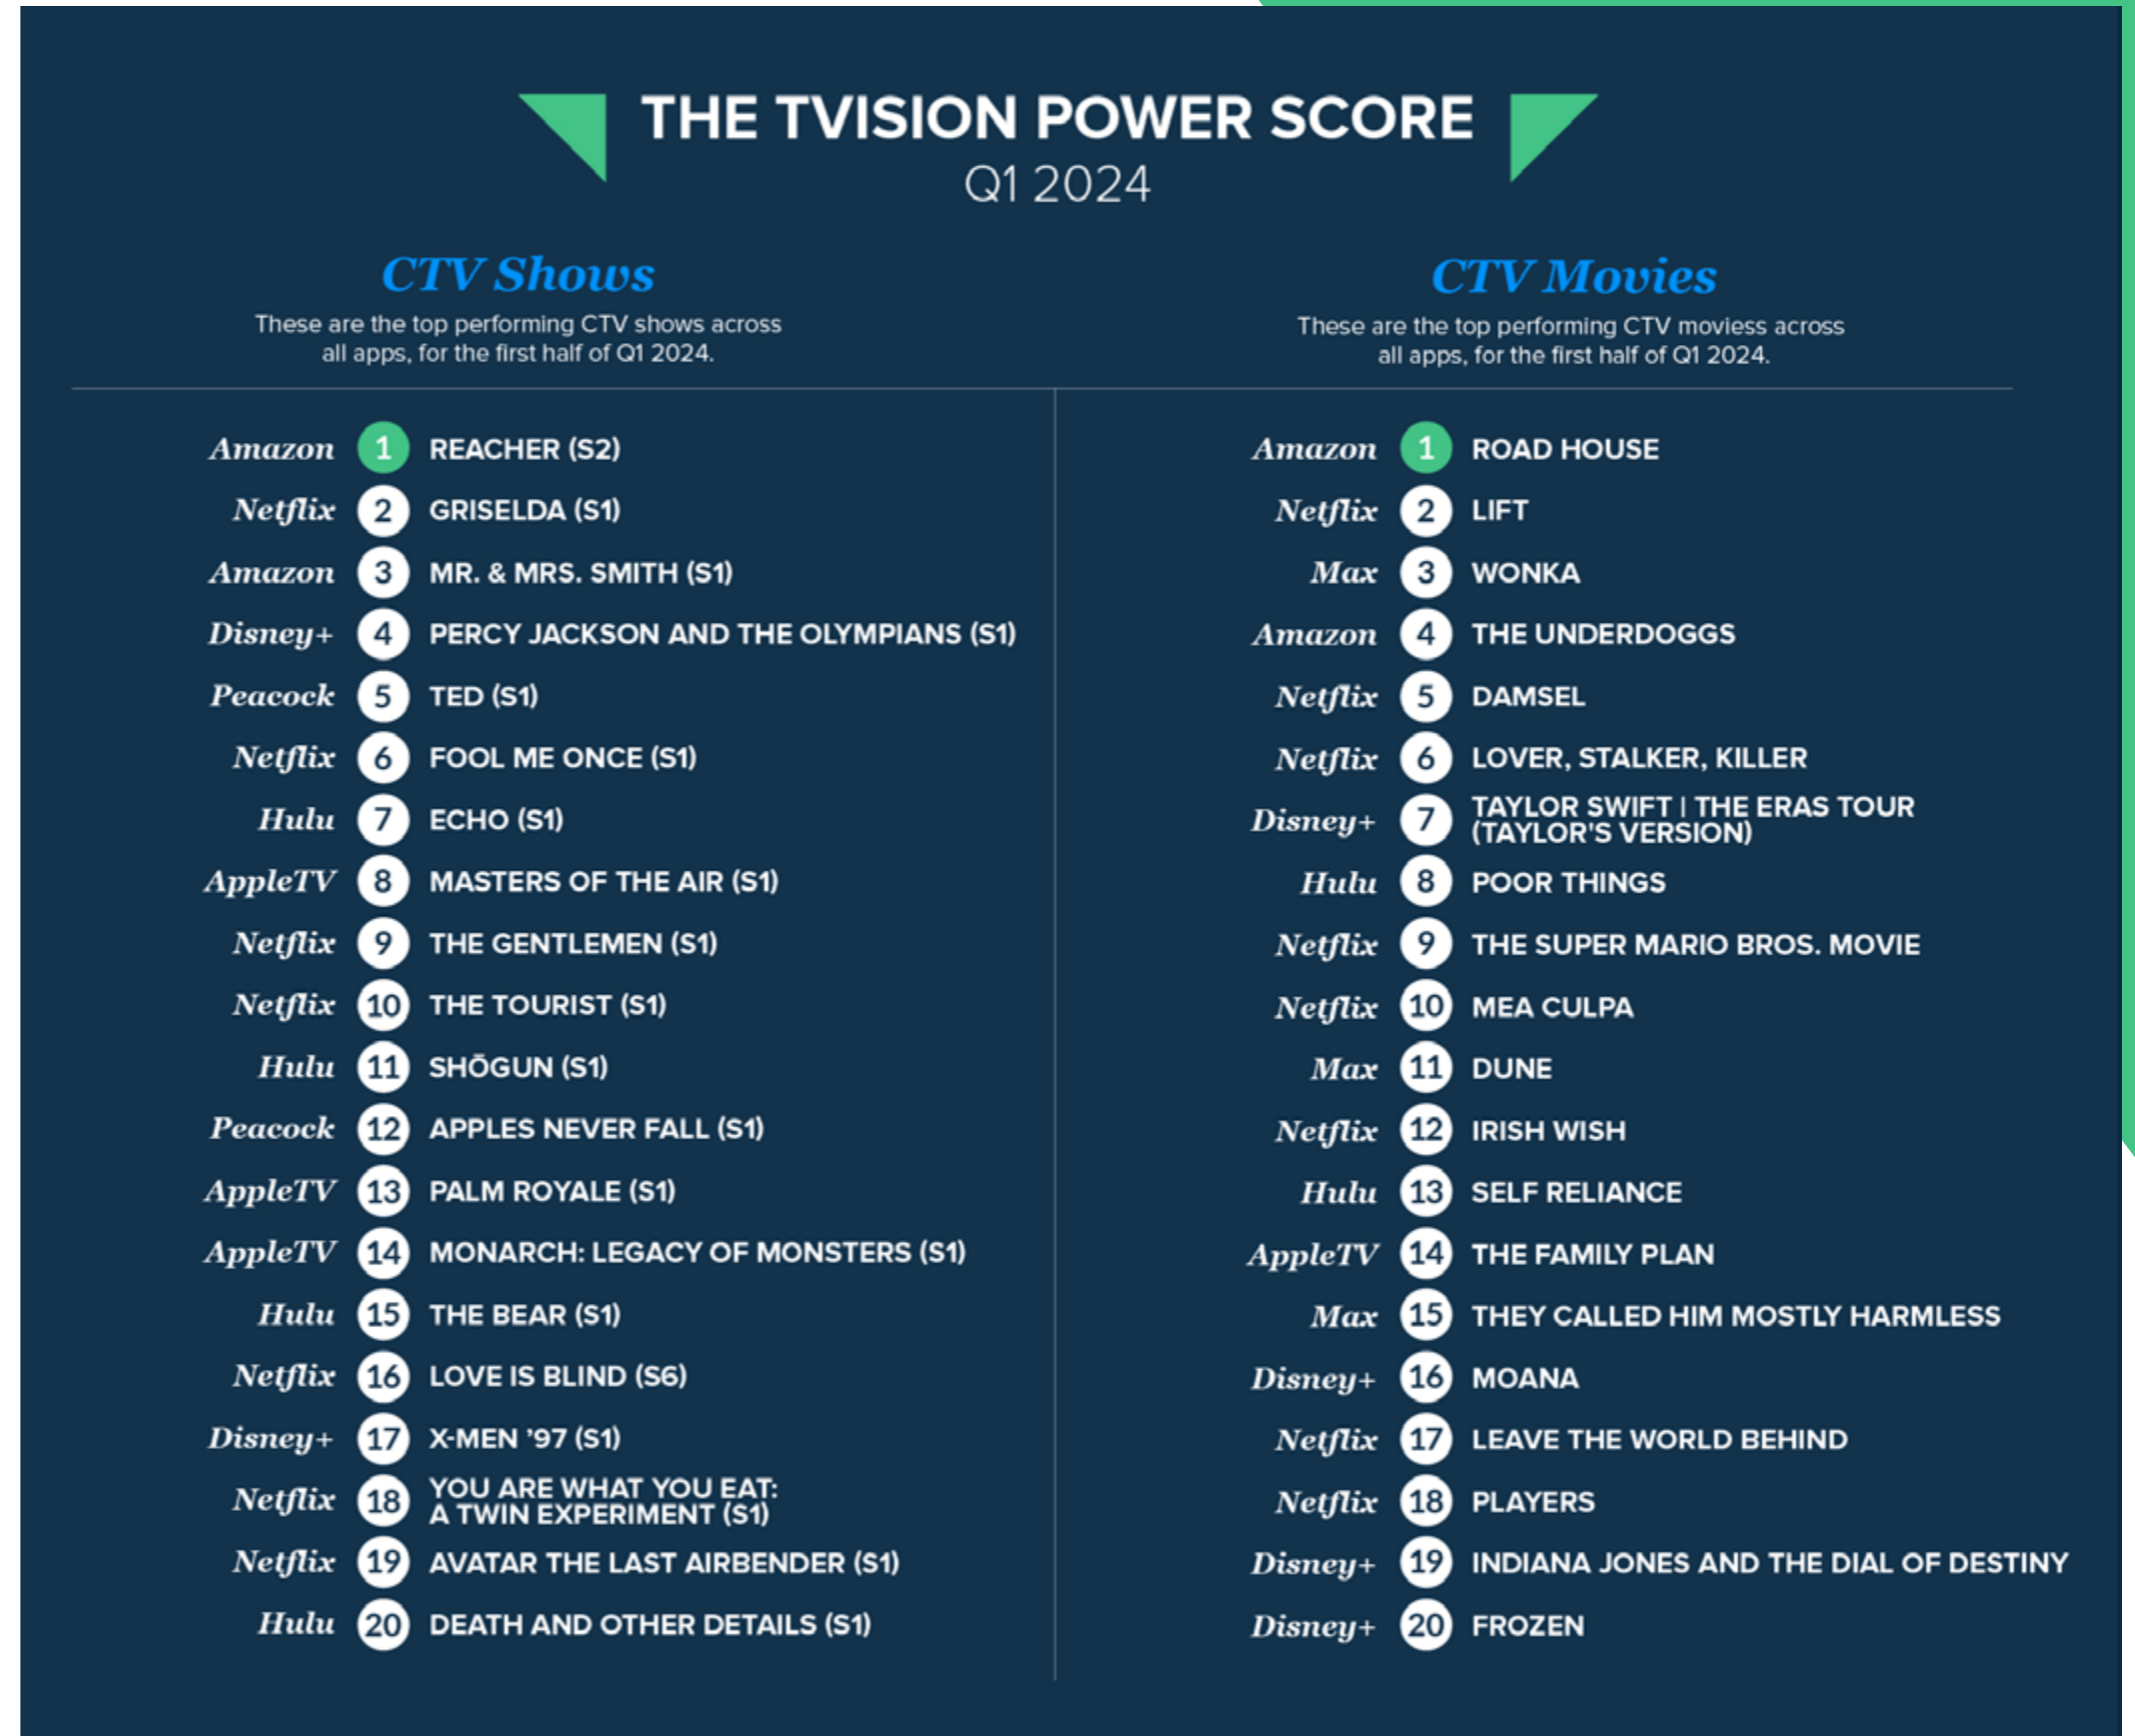 THE TVISION POWER SCORE
Q1 2024
CTV Shows
These are the top performing CTV shows across
all apps, for the first half of Q1 2024.
Amazon 1 REACHER (S2)
Netflix 2 GRISELDA (S1)
Amazon 3 MR. & MRS. SMITH (S1)
Disney+ 4 PERCY JACKSON AND THE OLYMPIANS (S1)
Peacock 5 TED (S1)
Netflix 6 FOOL ME ONCE (S1)
Hulu 7 ECHO (S1)
AppleTV 8 MASTERS OF THE AIR (S1)
Netflix 9 THE GENTLEMEN (S1)
Netflix 10 THE TOURIST (S1)
Hulu 11 SHŌGUN (S1)
Peacock 12 APPLES NEVER FALL (S1)
AppleTV 13 PALM ROYALE (S1)
AppleTV 14 MONARCH: LEGACY OF MONSTERS (S1)
Hulu 15 THE BEAR (S1)
Netflix 16 LOVE IS BLIND (S6)
Disney+ 17 X-MEN ’97 (S1)
Netflix 18 YOU ARE WHAT YOU EAT:
A TWIN EXPERIMENT (S1)
Netflix 19 AVATAR THE LAST AIRBENDER (S1)
Hulu 20 DEATH AND OTHER DETAILS (S1)
CTV Movies
These are the top performing CTV moviess across
all apps, for the first half of Q1 2024.
Amazon 1 ROAD HOUSE
Netflix 2 LIFT
Max 3 WONKA
Amazon 4 THE UNDERDOGGS
Netflix 5 DAMSEL
Netflix 6 LOVER, STALKER, KILLER
Disney+ 7 TAYLOR SWIFT | THE ERAS TOUR
(TAYLOR'S VERSION)
Hulu 8 POOR THINGS
Netflix 9 THE SUPER MARIO BROS. MOVIE
Netflix 10 MEA CULPA
Max 11 DUNE
Netflix 12 IRISH WISH
Hulu 13 SELF RELIANCE
AppleTV 14 THE FAMILY PLAN
Max 15 THEY CALLED HIM MOSTLY HARMLESS
Disney+ 16 MOANA
Netflix 17 LEAVE THE WORLD BEHIND
Netflix 18 PLAYERS
Disney+ 19 INDIANA JONES AND THE DIAL OF DESTINY
Disney+ 20 FROZEN